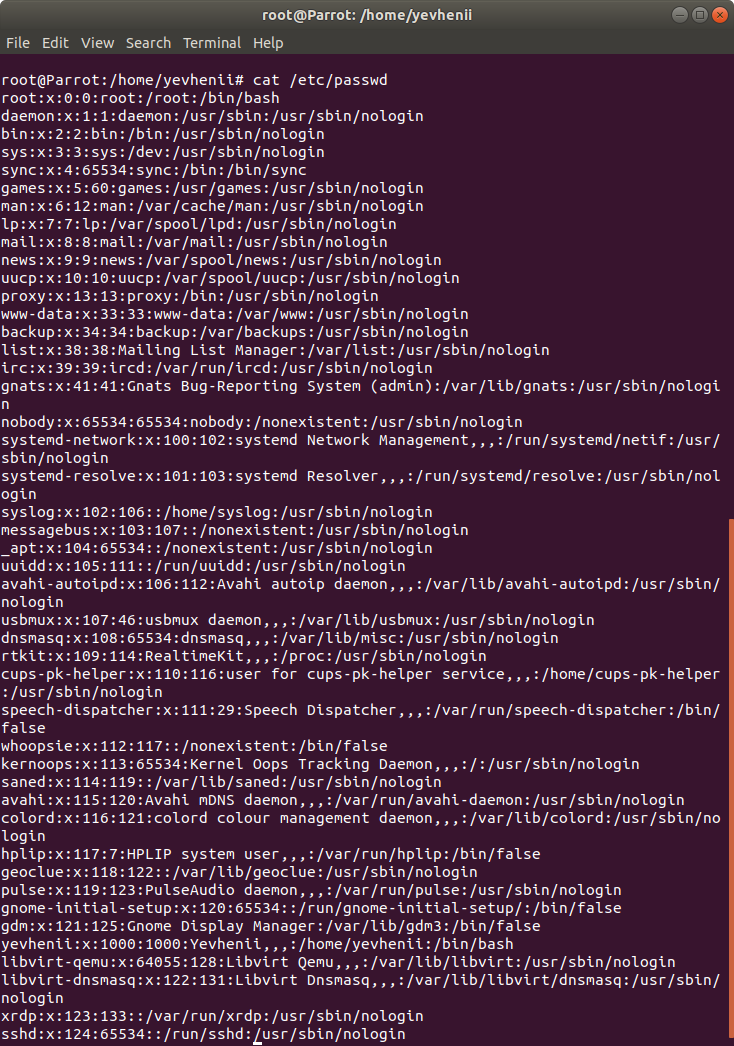 root@Parrot: /home/yevhenii
File Edit View Search Terminal Help
root@Parrot:/home/yevhenii# cat /etc/passwd
root:x:0:0:root:/root:/bin/bash
daemon:x:1:1:daemon:/usr/sbin:/usr/sbin/nologin
bin:x:2:2:bin:/bin:/usr/sbin/nologin
sys:x:3:3:sys:/dev:/usr/sbin/nologin
sync:x:4:65534:sync:/bin:/bin/sync
games:x:5:60:games:/usr/games:/usr/sbin/nologin
man:x:6:12:man:/var/cache/man:/usr/sbin/nologin
lp:x:7:7:lp:/var/spool/lpd:/usr/sbin/nologin
mail:x:8:8:mail:/var/mail:/usr/sbin/nologin
news:x:9:9:news:/var/spool/news:/usr/sbin/nologin
uucp:x:10:10:uucp:/var/spool/uucp:/usr/sbin/nologin
proxy:x:13:13:proxy:/bin:/usr/sbin/nologin
www-data:x:33:33:www-data:/var/www:/usr/sbin/nologin
backup:x:34:34:backup:/var/backups:/usr/sbin/nologin
list:x:38:38:Mailing List Manager:/var/list:/usr/sbin/nologin
irc:x:39:39:ircd:/var/run/ircd:/usr/sbin/nologin
gnats:x:41:41:Gnats Bug-Reporting System (admin):/var/lib/gnats:/usr/sbin/nologi
n
nobody:x:65534:65534:nobody:/nonexistent:/usr/sbin/nologin
systemd-network:x:100:102:systemd Network Management,,,:/run/systemd/netif:/usr/
sbin/nologin
systemd-resolve:x:101:103:systemd Resolver,,,:/run/systemd/resolve:/usr/sbin/nol
ogin
syslog:x:102:106::/home/syslog:/usr/sbin/nologin
messagebus:x:103:107::/nonexistent:/usr/sbin/nologin
_apt:x:104:65534::/nonexistent:/usr/sbin/nologin
uuidd:x:105:111::/run/uuidd:/usr/sbin/nologin
avahi-autoipd:x:106:112:Avahi autoip daemon,,,:/var/lib/avahi-autoipd:/usr/sbin/
nologin
usbmux:x:107:46:usbmux daemon,,,:/var/lib/usbmux:/usr/sbin/nologin
dnsmasq:x:108:65534:dnsmasq,,,:/var/lib/misc:/usr/sbin/nologin
rtkit:x:109:114:RealtimeKit,,,:/proc:/usr/sbin/nologin
cups-pk-helper:x:110:116:user for cups-pk-helper service,,,:/home/cups-pk-helper
:/usr/sbin/nologin
speech-dispatcher:x:111:29:Speech Dispatcher,,,:/var/run/speech-dispatcher:/bin/
false
whoopsie:x:112:117::/nonexistent:/bin/false
kernoops:x:113:65534:Kernel Oops Tracking Daemon,,,:/:/usr/sbin/nologin
saned:x:114:119::/var/lib/saned:/usr/sbin/nologin
avahi:x:115:120:Avahi mDNS daemon,,,:/var/run/avahi-daemon:/usr/sbin/nologin
colord:x:116:121:colord colour management daemon,,,:/var/lib/colord:/usr/sbin/no
login
hplip:x:117:7:HPLIP system user,,,:/var/run/hplip:/bin/false
geoclue:x:118:122::/var/lib/geoclue:/usr/sbin/nologin
pulse:x:119:123:PulseAudio daemon,,,:/var/run/pulse:/usr/sbin/nologin
gnome-initial-setup:x:120:65534::/run/gnome-initial-setup/:/bin/false
gdm:x:121:125:Gnome Display Manager:/var/lib/gdm3:/bin/false
yevhenii:x:1000:1000:Yevhenii,,,:/home/yevhenii:/bin/bash
libvirt-qemu:x:64055:128:Libvirt Qemu,,,:/var/lib/libvirt:/usr/sbin/nologin
libvirt-dnsmasq:x:122:131:Libvirt Dnsmasq,,,:/var/lib/libvirt/dnsmasq:/usr/sbin/
nologin
xrdp:x:123:133::/var/run/xrdp:/usr/sbin/nologin
sshd:x:124:65534::/run/sshd:/usr/sbin/nologin